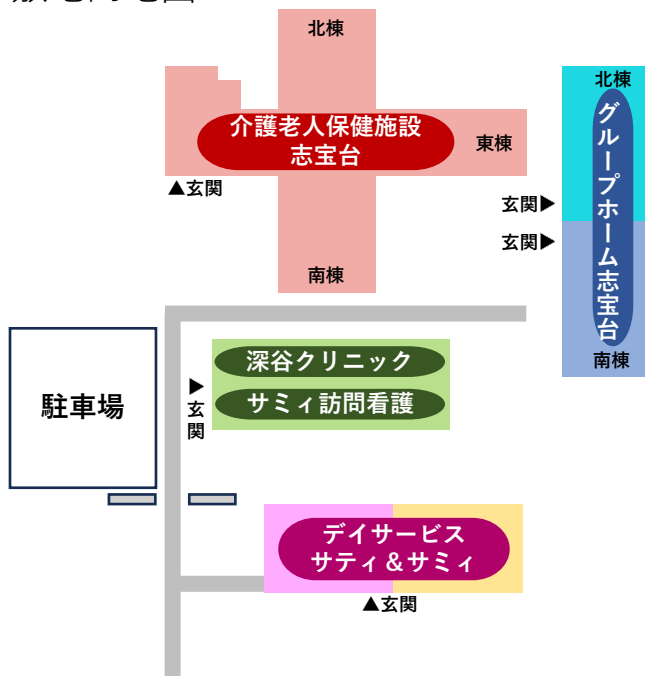 北棟
介護老人保健施設
志宝台
東棟
▲玄関
南棟
北棟
グループホーム志宝台
玄関▶
玄関▶
南棟
駐車場
深谷クリニック
サミィ訪問看護
▶玄関
デイサービス
サティ＆サミィ
▲玄関